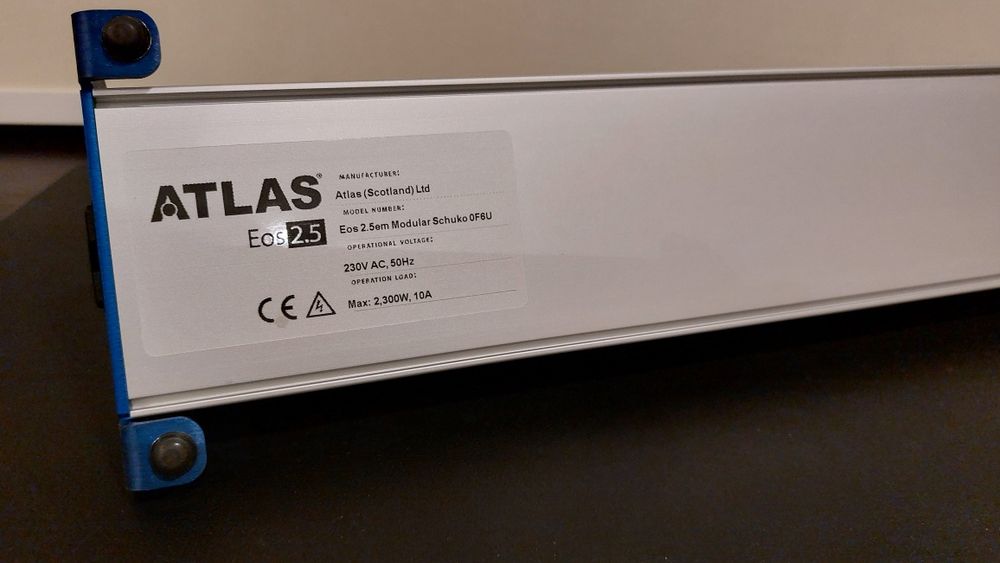 ATLAS®
Eos 2.5
MANUFACTURER:
Atlas (Scotland) Ltd
MODEL NUMBER:
Eos 2.5em Modular Schuko 0F6U
OPERATIONAL VOLTAGE:
230V AC, 50Hz
OPERATION LOAD:
Max: 2,300W, 10A
CE